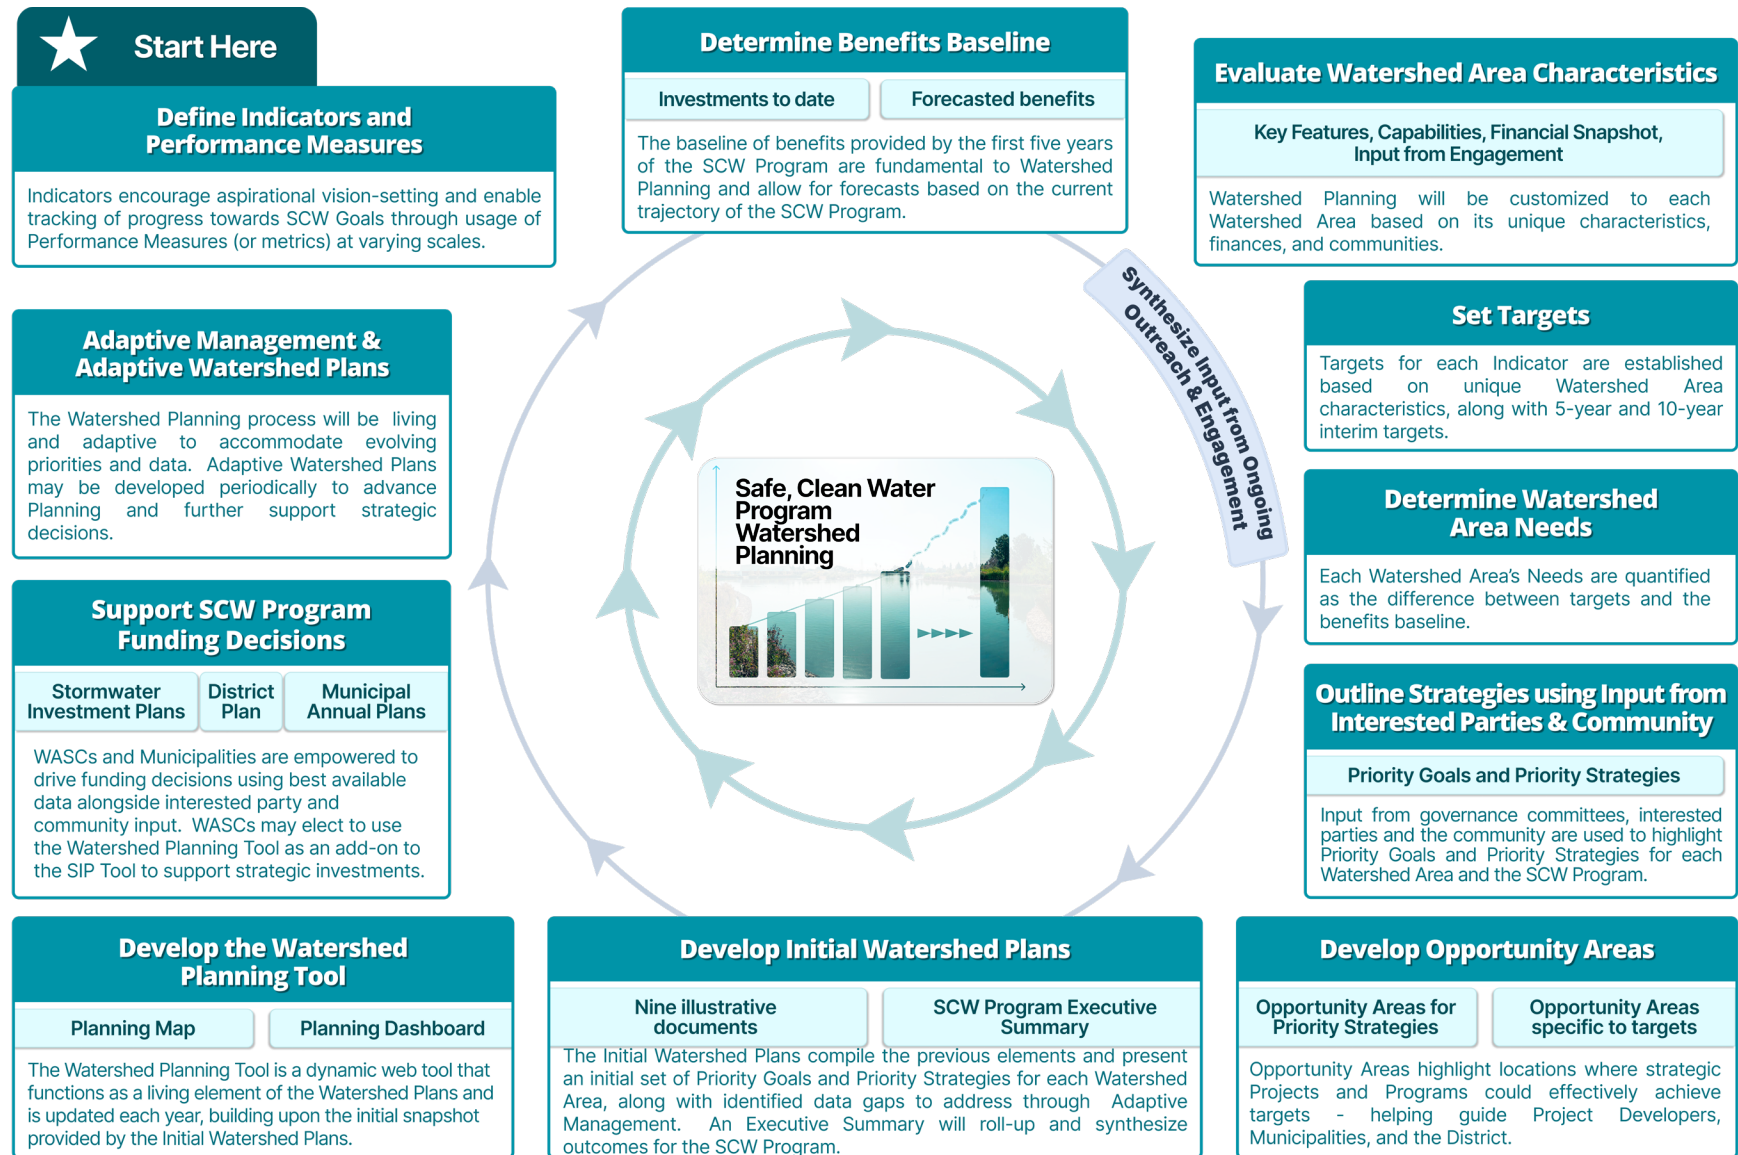 Start Here
Define Indicators and
Performance Measures
Indicators encourage aspirational vision-setting and enable
tracking of progress towards SCW Goals through usage of
Performance Measures (or metrics) at varying scales.
Determine Benefits Baseline
Investments to date
Forecasted benefits
The baseline of benefits provided by the first five years
of the SCW Program are fundamental to Watershed
Planning and allow for forecasts based on the current
trajectory of the SCW Program.
Evaluate Watershed Area Characteristics
Key Features, Capabilities, Financial Snapshot,
Input from Engagement
Watershed Planning will be customized to each
Watershed Area based on its unique characteristics,
finances, and communities.
Synthesize Input from Ongoing
Outreach & Engagement
Set Targets
Targets for each Indicator are established
based on unique Watershed Area
characteristics, along with 5-year and 10-year
interim targets.
Determine Watershed
Area Needs
Each Watershed Area's Needs are quantified
as the difference between targets and the
benefits baseline.
Outline Strategies using Input from
Interested Parties & Community
Priority Goals and Priority Strategies
Input from governance committees, interested
parties and the community are used to highlight
Priority Goals and Priority Strategies for each
Watershed Area and the SCW Program.
Develop Opportunity Areas
Opportunity Areas for
Priority Strategies
Opportunity Areas
specific to targets
Opportunity Areas highlight locations where strategic
Projects and Programs could effectively achieve
targets - helping guide Project Developers,
Municipalities, and the District.
Develop Initial Watershed Plans
Nine illustrative
documents
SCW Program Executive
Summary
The Initial Watershed Plans compile the previous elements and present
an initial set of Priority Goals and Priority Strategies for each Watershed
Area, along with identified data gaps to address through Adaptive
Management. An Executive Summary will roll-up and synthesize
outcomes for the SCW Program.
Develop the Watershed
Planning Tool
Planning Map
Planning Dashboard
The Watershed Planning Tool is a dynamic web tool that
functions as a living element of the Watershed Plans and
is updated each year, building upon the initial snapshot
provided by the Initial Watershed Plans.
Support SCW Program
Funding Decisions
Stormwater
Investment Plans
District
Plan
Municipal
Annual Plans
WASCs and Municipalities are empowered to
drive funding decisions using best available
data alongside interested party and
community input. WASCs may elect to use
the Watershed Planning Tool as an add-on to
the SIP Tool to support strategic investments.
Adaptive Management &
Adaptive Watershed Plans
The Watershed Planning process will be living
and adaptive to accommodate evolving
priorities and data. Adaptive Watershed Plans
may be developed periodically to advance
Planning and further support strategic
decisions.
Safe, Clean Water
Program
Watershed
Planning